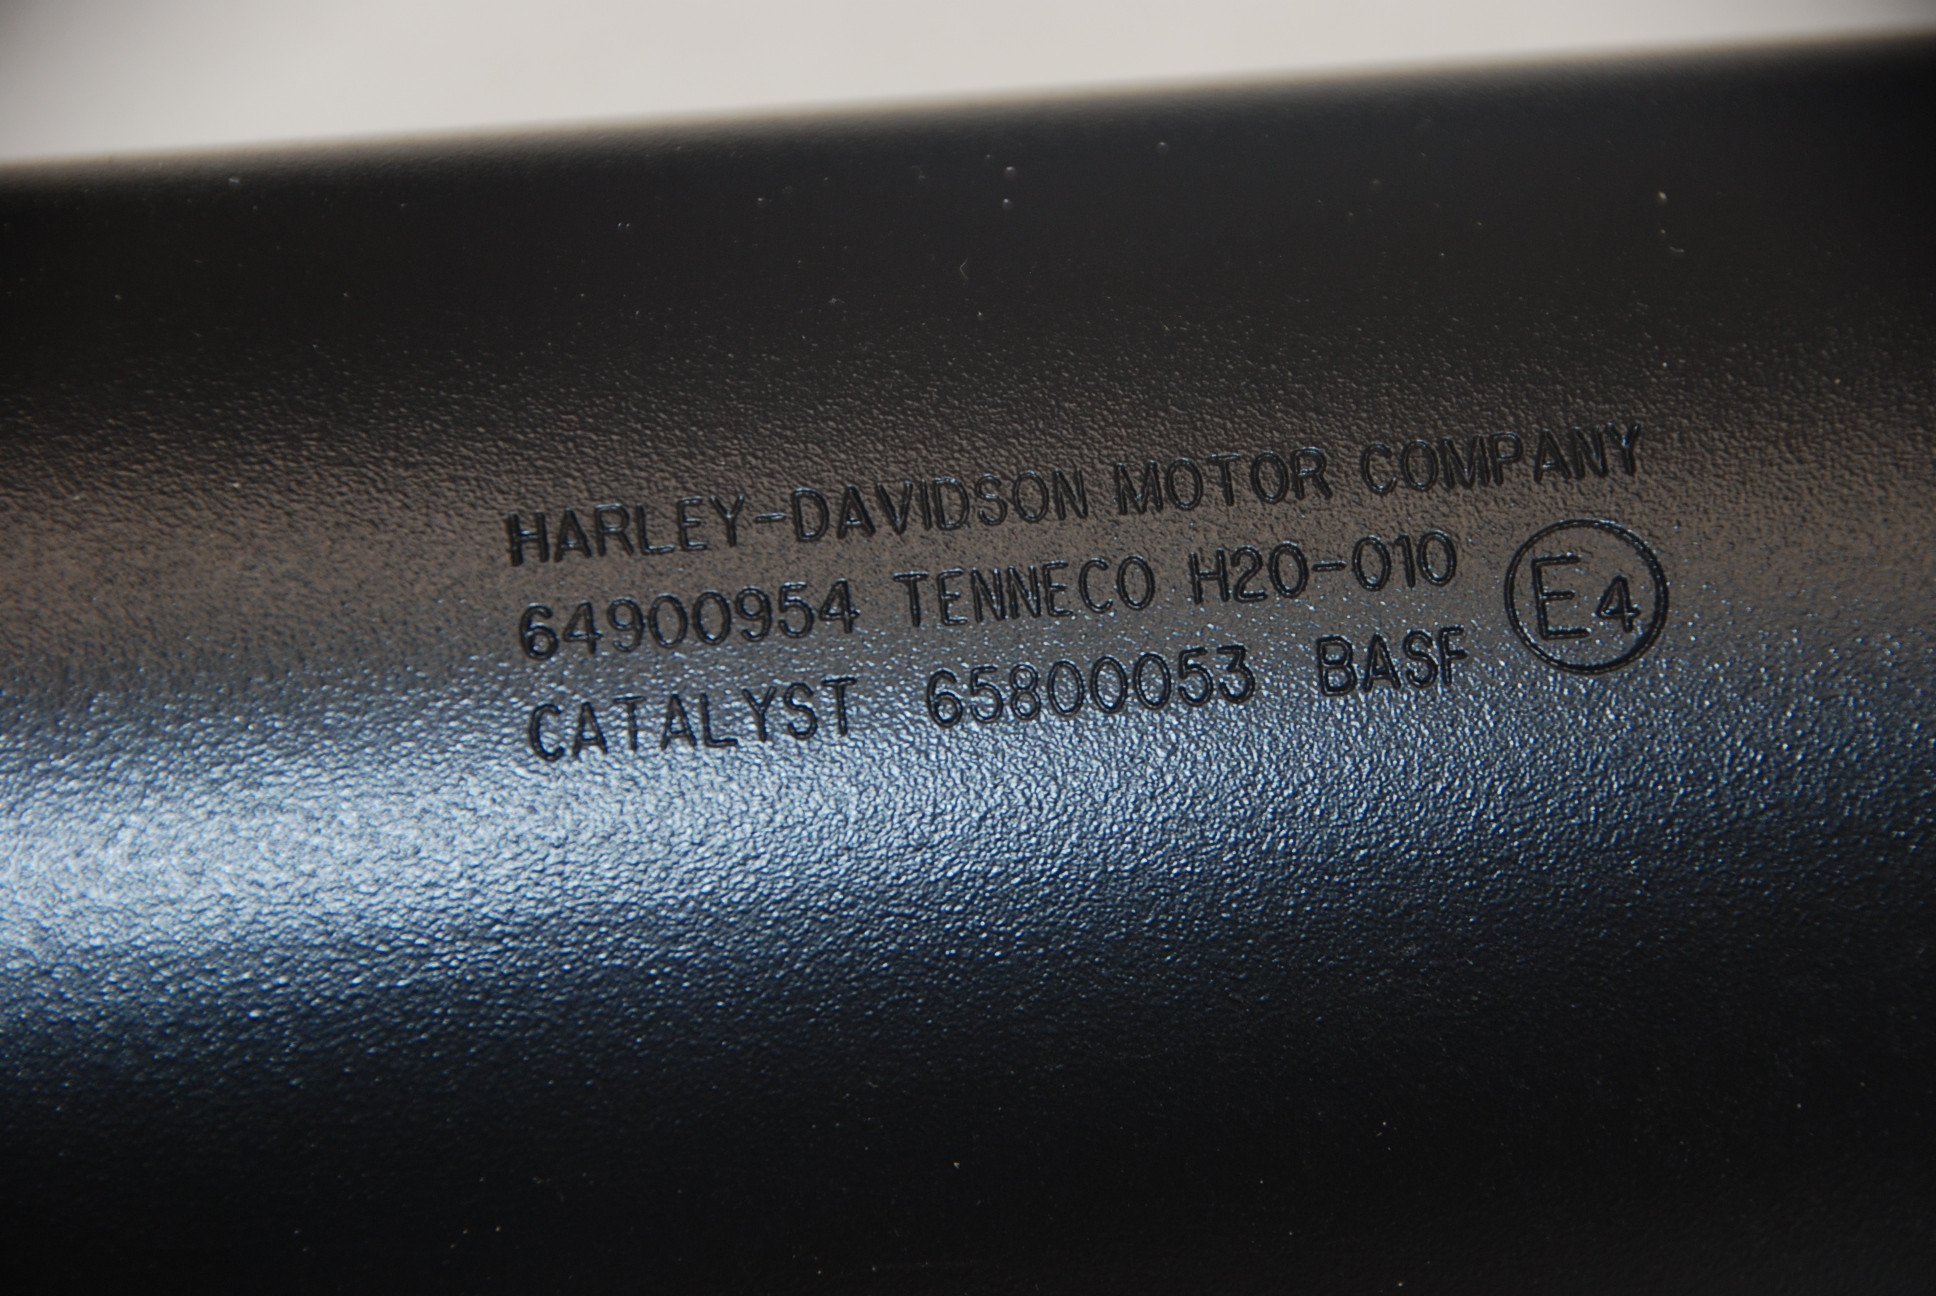 HARLEY-DAVIDSON MOTOR COMPANY
64900954 TENNECO H20-010 E4
CATALYST 65800053 BASF